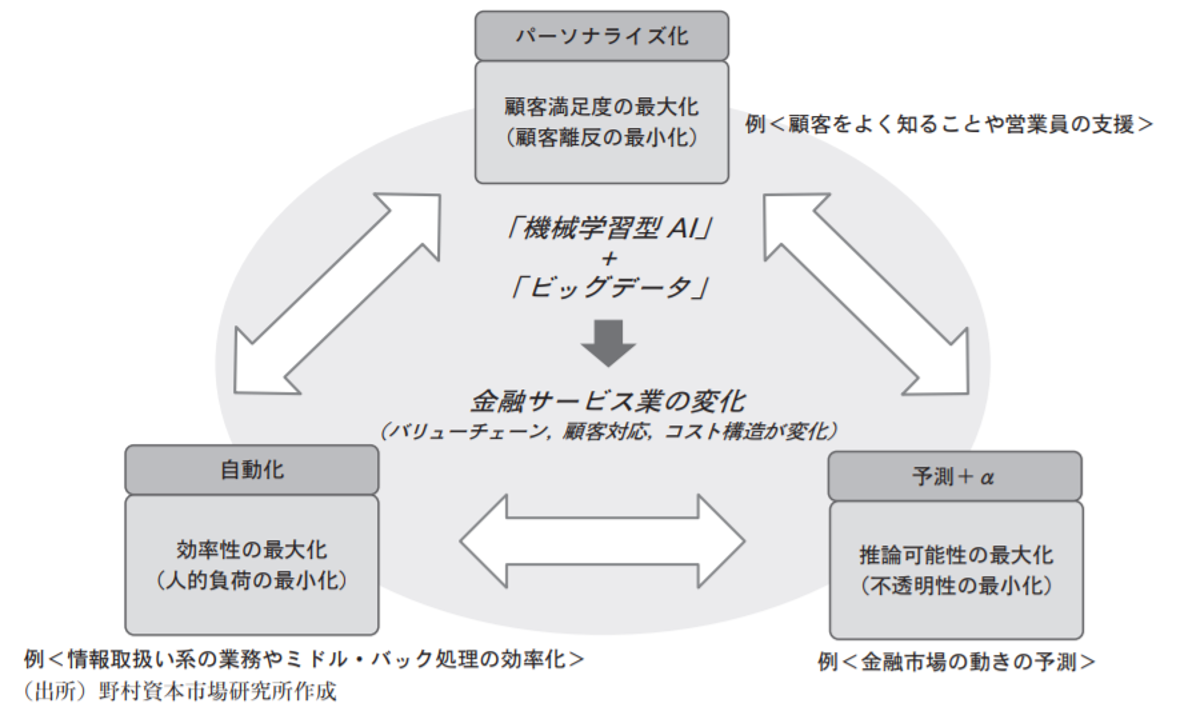 パーソナライズ化
顧客満足度の最大化
（顧客離反の最小化）
例＜顧客をよく知ることや営業員の支援＞
「機械学習型 AI」
+
「ビッグデータ」
金融サービス業の変化
（バリューチェーン, 顧客対応, コスト構造が変化）
自動化
効率性の最大化
（人的負荷の最小化）
予測＋α
推論可能性の最大化
（不透明性の最小化）
例＜情報取扱い系の業務やミドル・バック処理の効率化＞
例＜金融市場の動きの予測＞
（出所）野村資本市場研究所作成